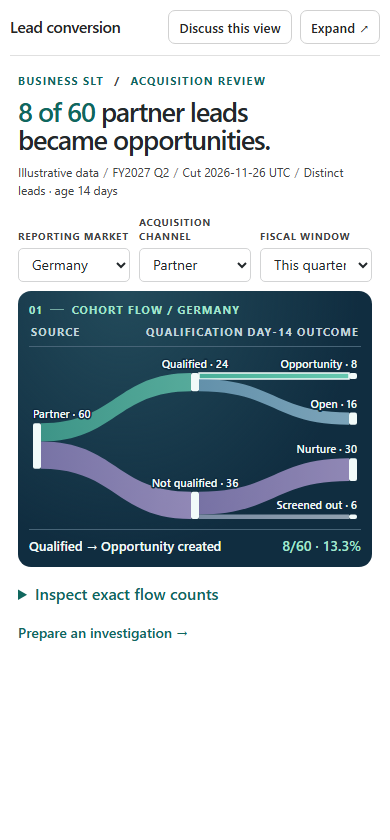 Lead conversion
Discuss this view
Expand ↗
BUSINESS SLT / ACQUISITION REVIEW
8 of 60 partner leads
became opportunities.
Illustrative data / FY2027 Q2 / Cut 2026-11-26 UTC / Distinct
leads · age 14 days
REPORTING MARKET
ACQUISITION
CHANNEL
FISCAL WINDOW
Germany
Partner
This quarter
01 — COHORT FLOW / GERMANY
SOURCE
QUALIFICATION
DAY-14 OUTCOME
Qualified · 24
Opportunity · 8
Open · 16
Partner · 60
Nurture · 30
Not qualified · 36
Screened out · 6
Qualified → Opportunity created
8/60 · 13.3%
▶ Inspect exact flow counts
Prepare an investigation →